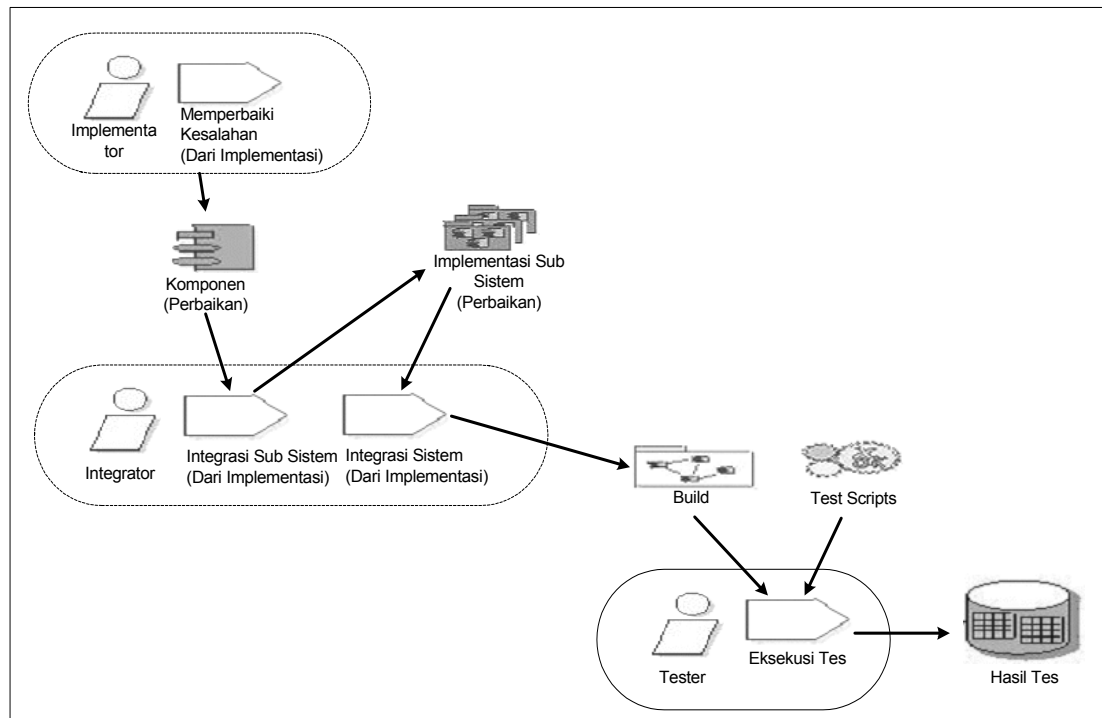 Implementa
tor
Memperbaiki
Kesalahan
(Dari Implementasi)
Komponen
(Perbaikan)
Implementasi Sub
Sistem
(Perbaikan)
Integrator
Integrasi Sub Sistem
(Dari Implementasi)
Integrasi Sistem
(Dari Implementasi)
Build
Test Scripts
Tester
Eksekusi Tes
Hasil Tes